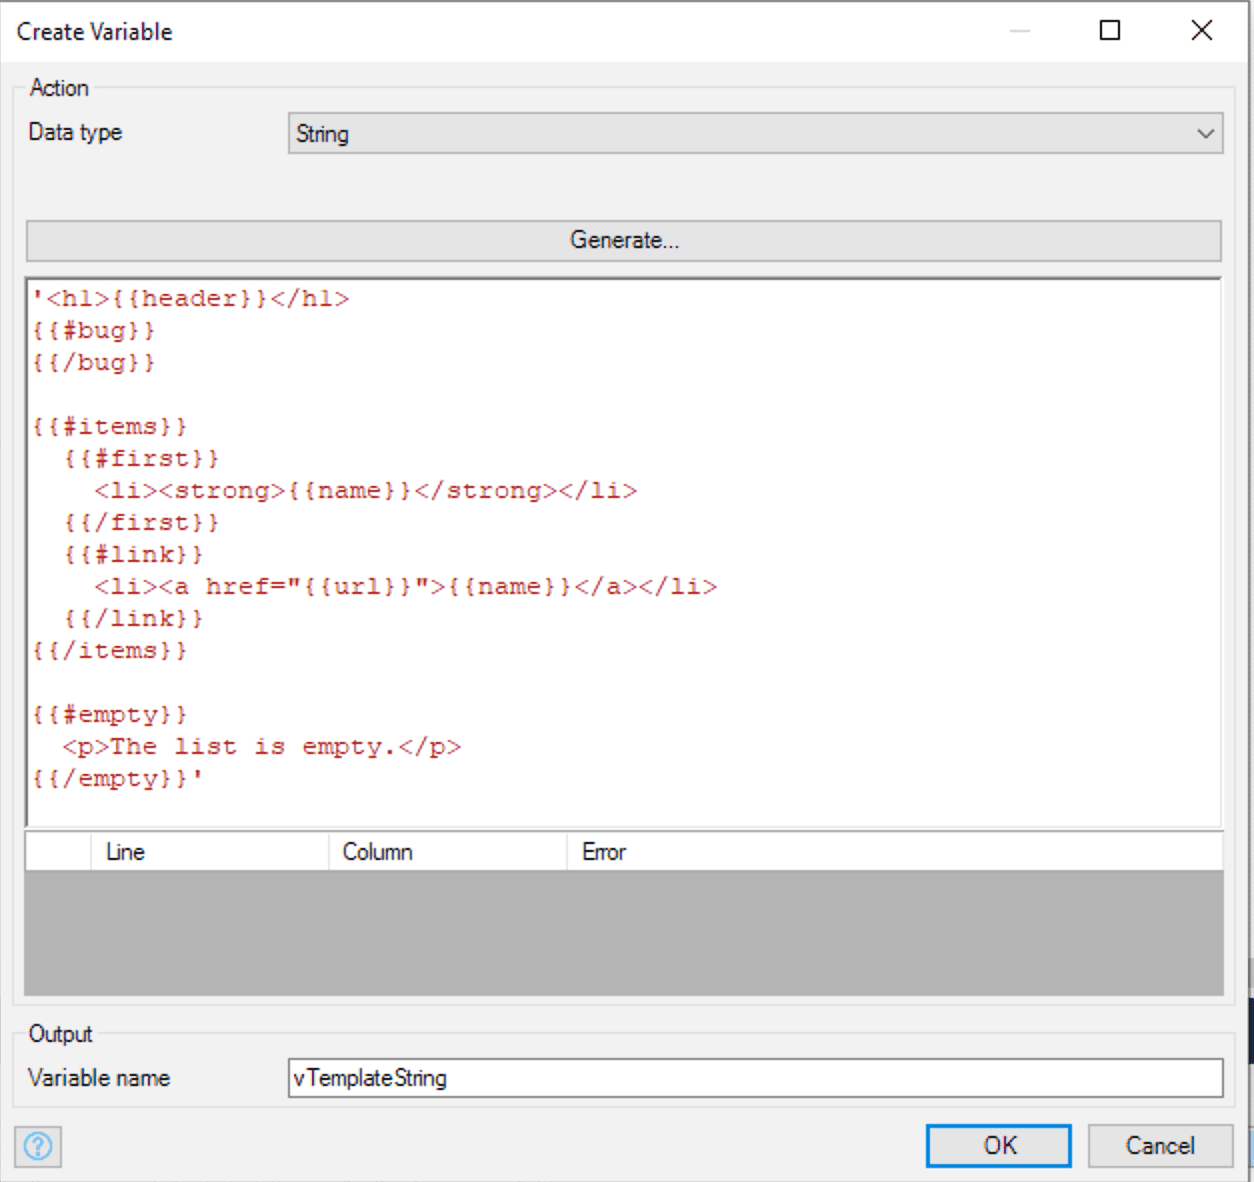 Create Variable
Action
Data type
String
Generate...
'<h1>{{header}}</h1>
{{#bug}}
{{/bug}}
{{#items}}
{{#first}}
<li><strong>{{name}}</strong></li>
{{/first}}
{{#link}}
<li><a href="{{url}}">{{name}}</a></li>
{{/link}}
{{/items}}
{{#empty}}
<p>The list is empty.</p>
{{/empty}}'
Line Column Error
Output
Variable name
vTemplateString
?
OK Cancel